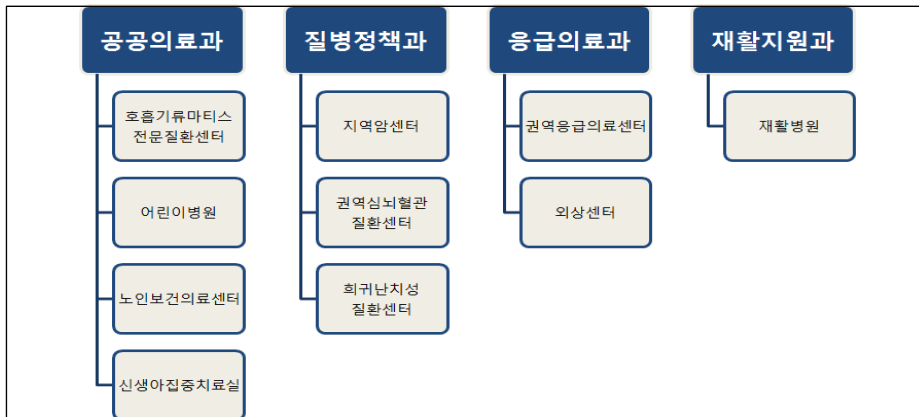 공공의료과
호흡기류마티스
전문질환센터
어린이병원
노인보건의료센터
신생아집중치료실
질병정책과
지역암센터
권역심뇌혈관
질환센터
희귀난치성
질환센터
응급의료과
권역응급의료센터
외상센터
재활지원과
재활병원